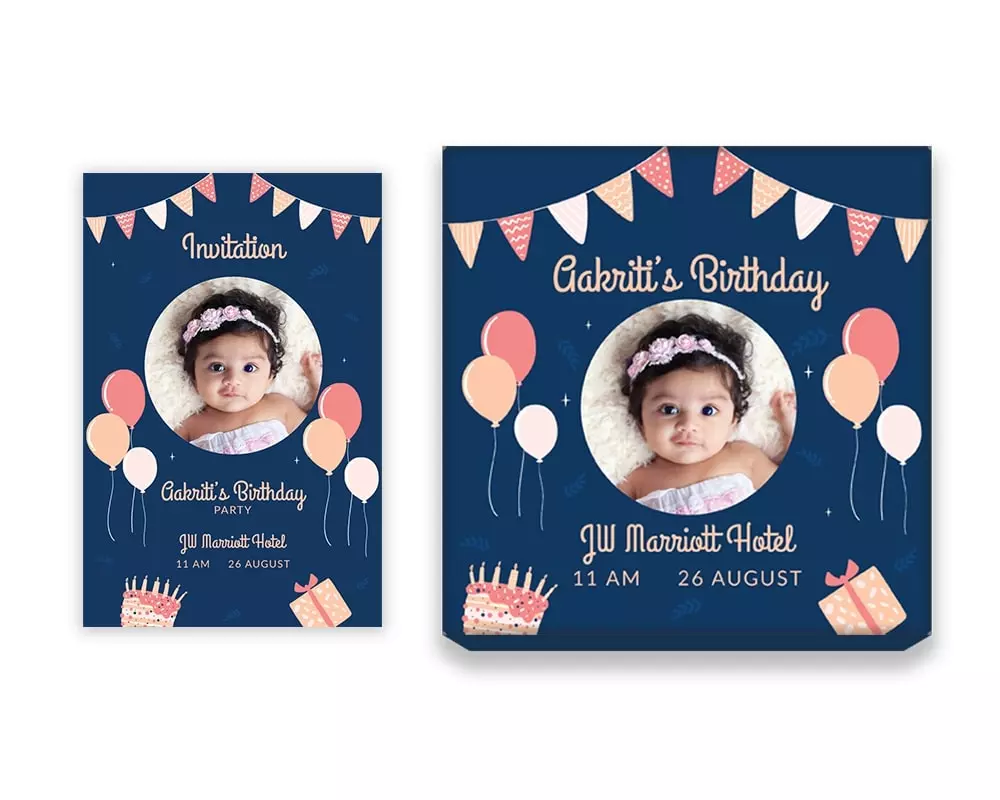 Invitation
Aakriti's Birthday
PARTY
JW Marriott Hotel
11 AM 26 AUGUST
Aakriti's Birthday
JW Marriott Hotel
11 AM 26 AUGUST